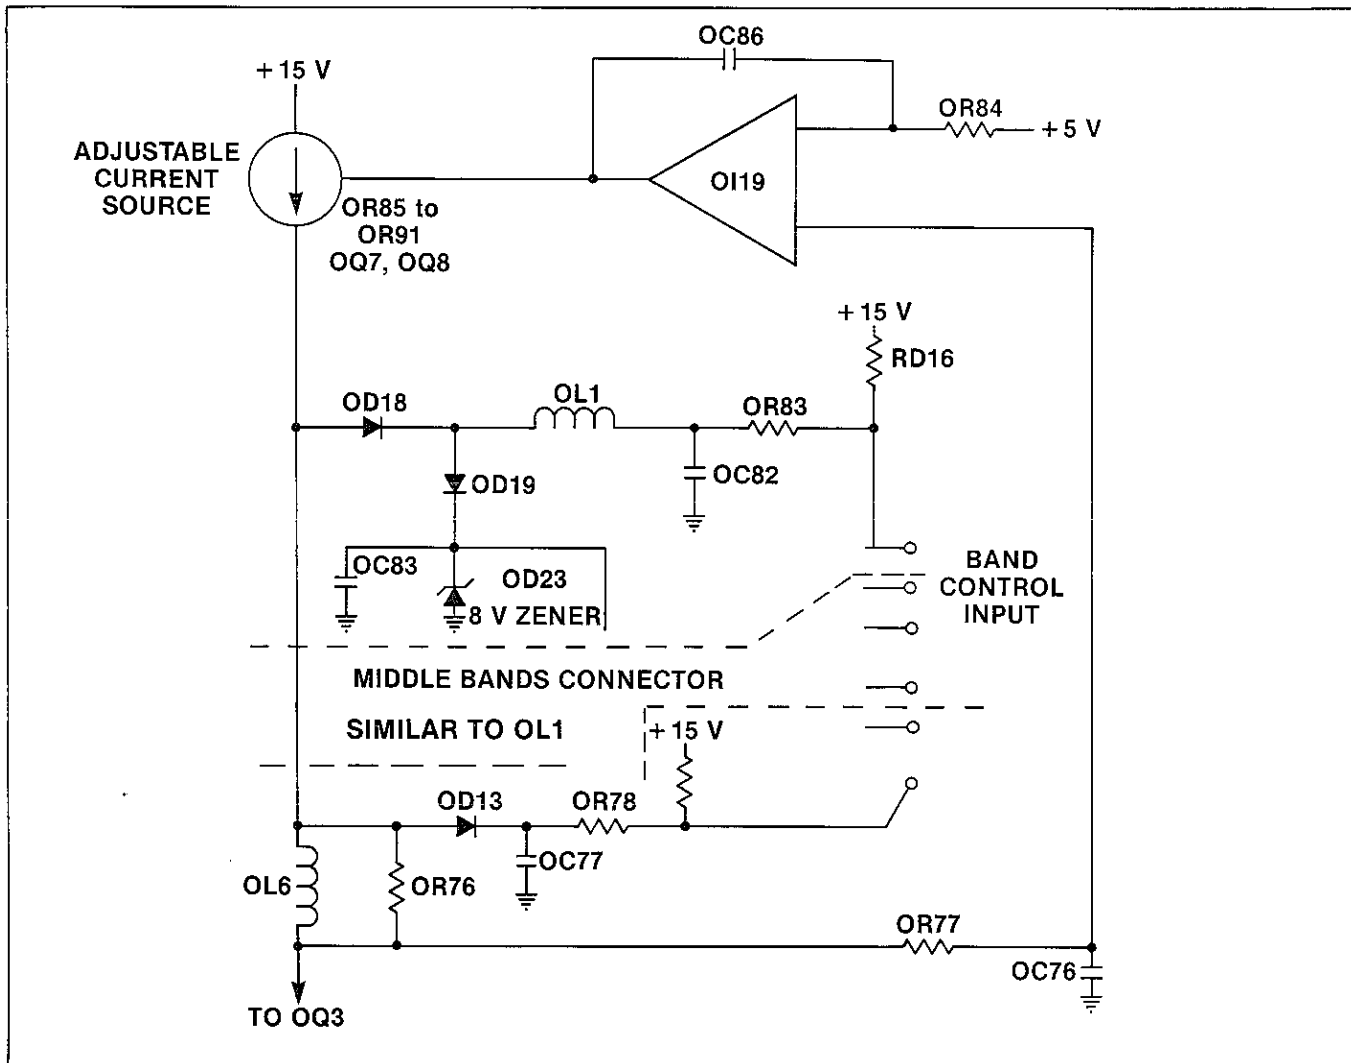 OC86
+ 15 V
OR84
+ 5 V
ADJUSTABLE
CURRENT
SOURCE
OI19
OR85 to
OR91
OQ7, OQ8
+ 15 V
RD16
OD18
OL1
OR83
OD19
OC82
OC83
OD23
8 V ZENER
BAND
CONTROL
INPUT
MIDDLE BANDS CONNECTOR
SIMILAR TO OL1
+ 15 V
OD13
OR78
OL6
OR76
OC77
OR77
OC76
TO OQ3